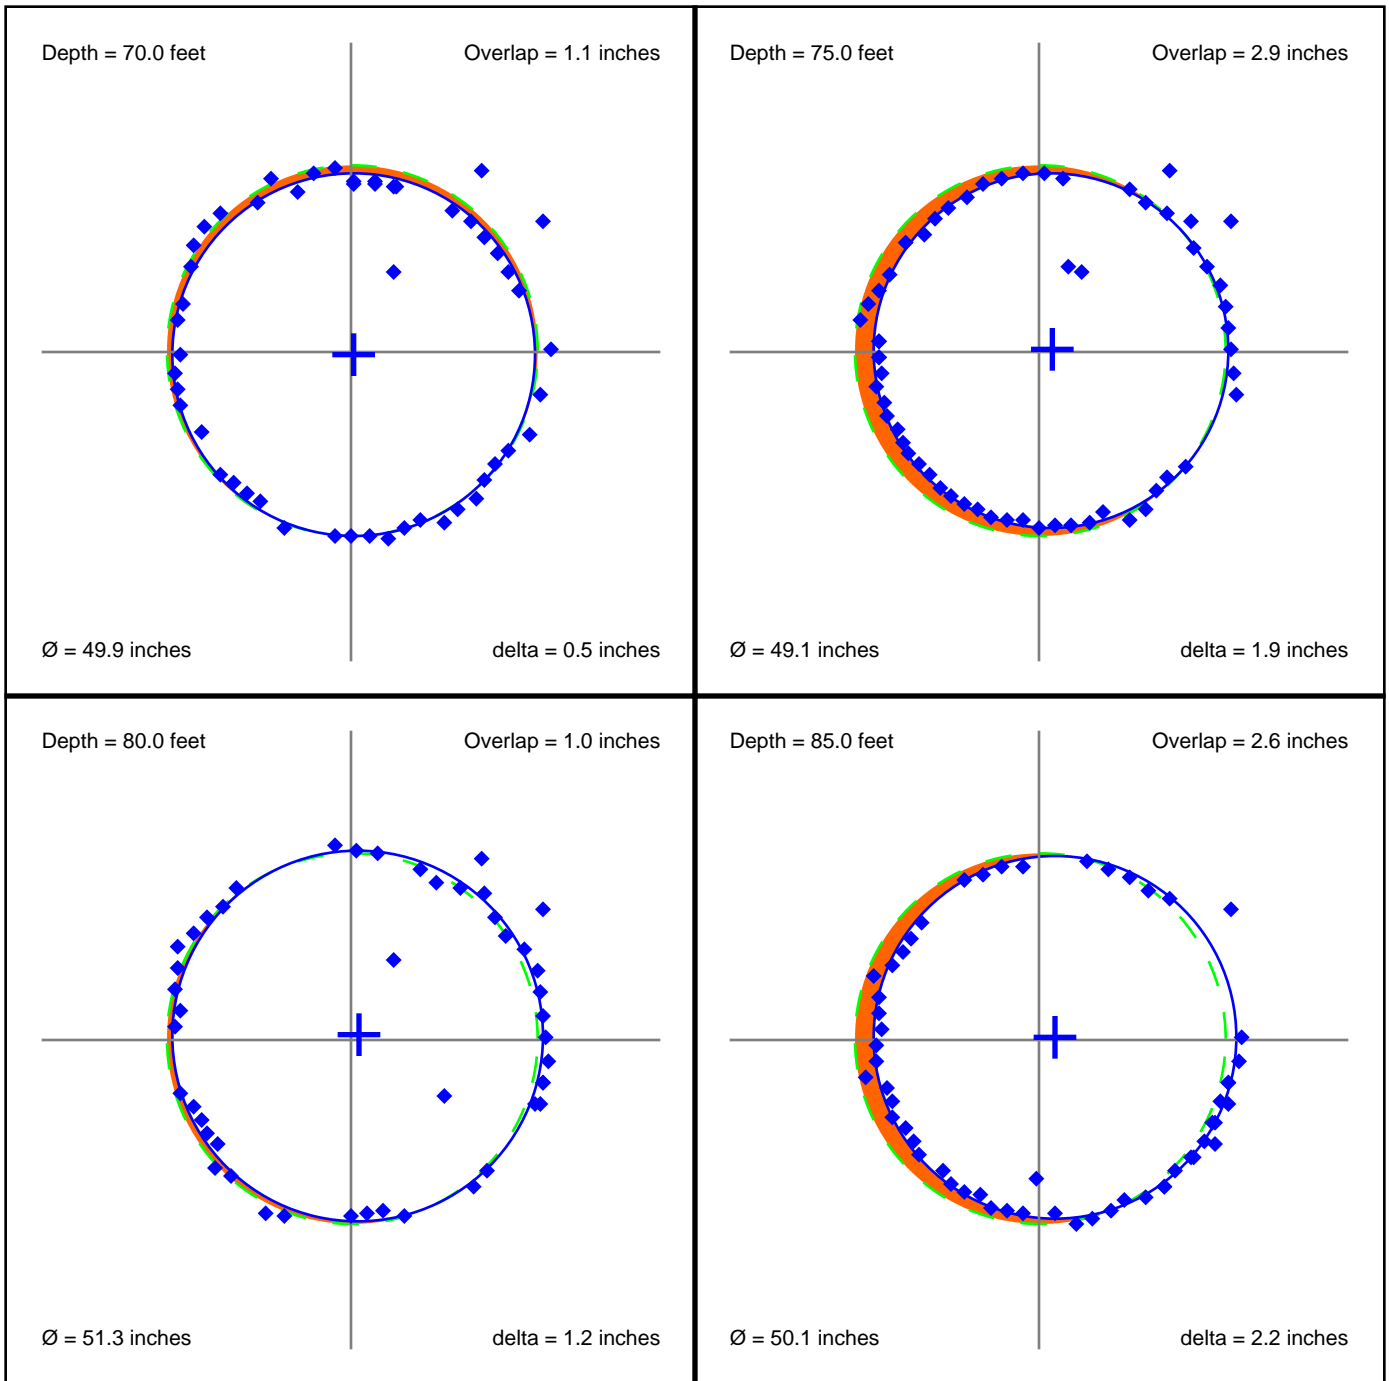 Depth = 70.0 feet
Overlap = 1.1 inches
Ø = 49.9 inches
delta = 0.5 inches
Depth = 75.0 feet
Overlap = 2.9 inches
Ø = 49.1 inches
delta = 1.9 inches
Depth = 80.0 feet
Overlap = 1.0 inches
Ø = 51.3 inches
delta = 1.2 inches
Depth = 85.0 feet
Overlap = 2.6 inches
Ø = 50.1 inches
delta = 2.2 inches